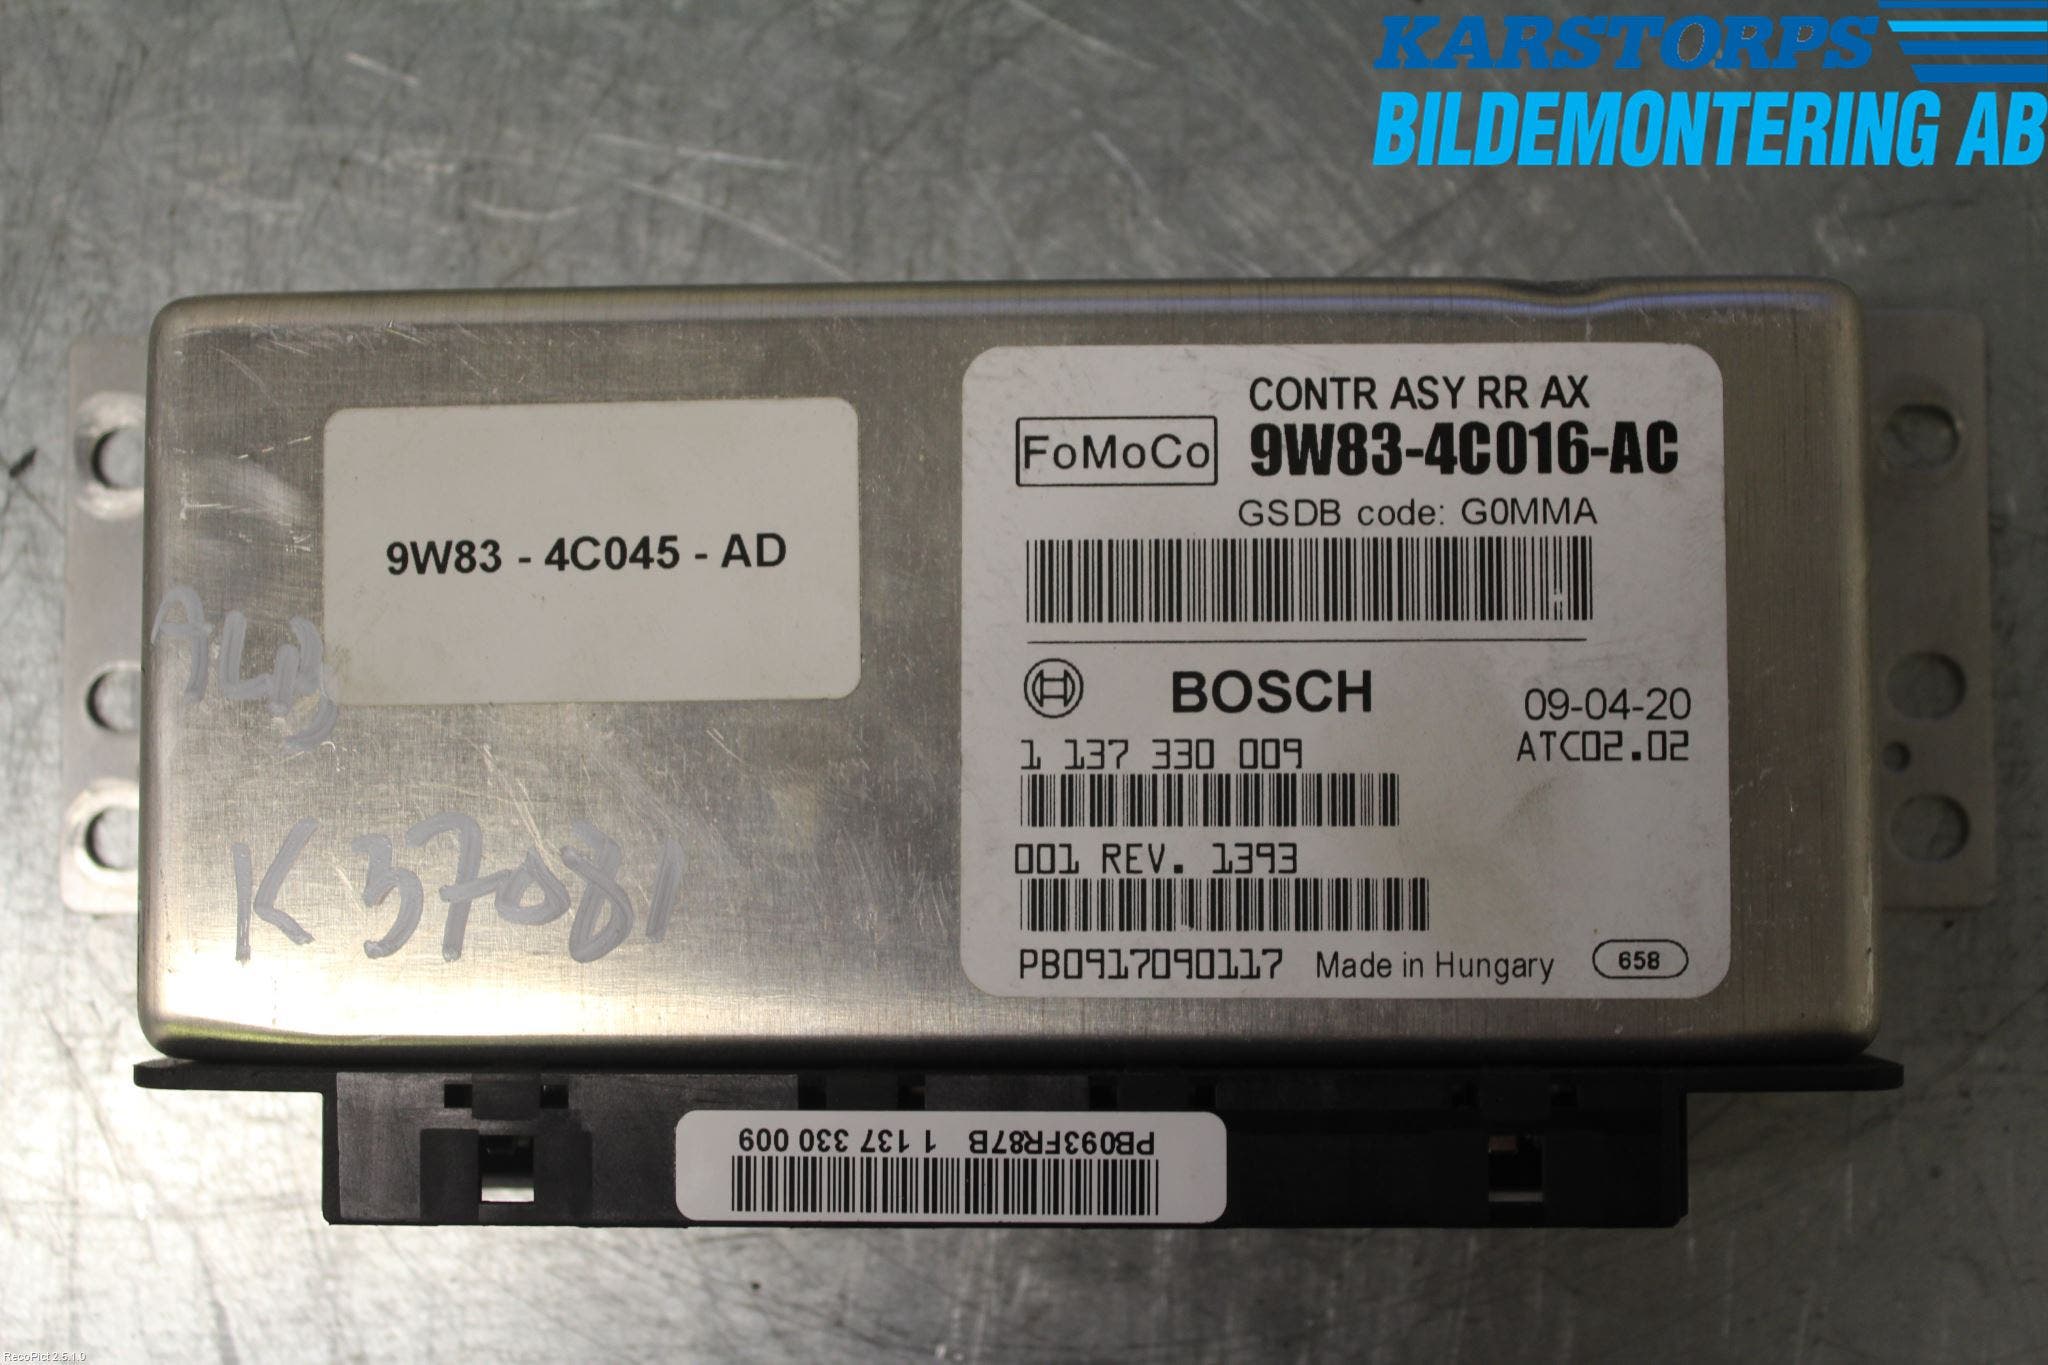 KARSTORPS
BILDEMONTERING AB
CONTR ASY RR AX
FoMoCo 9W83-4C016-AC
GSDB code: G0MMA
9W83 - 4C045 - AD
ALB
BOSCH 09-04-20
1 137 330 009 ATC02.02
K37081
001 REV. 1393
PB0917090117 Made in Hungary 658
PB093FR87B 1 137 330 009
RecoPict 2.5.1.0